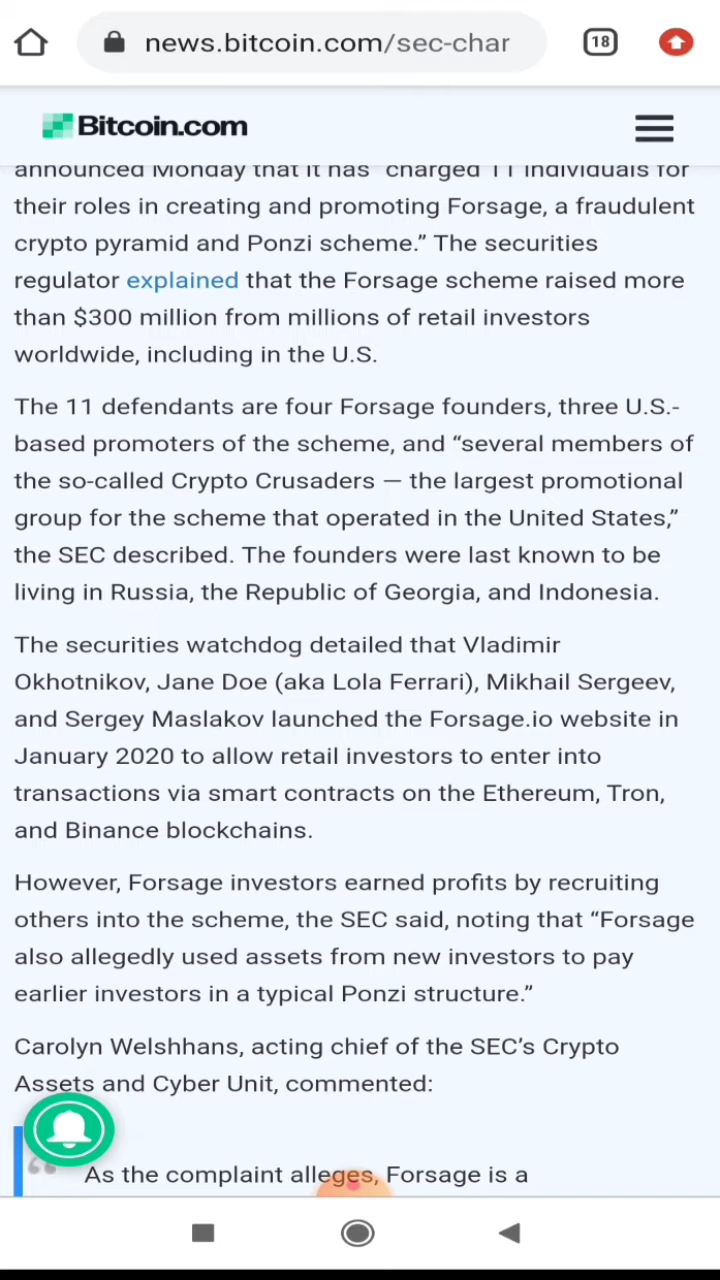 news.bitcoin.com/sec-char
18
Bitcoin.com
announced Monday that it has “charged 11 individuals for
their roles in creating and promoting Forsage, a fraudulent
crypto pyramid and Ponzi scheme.” The securities
regulator explained that the Forsage scheme raised more
than $300 million from millions of retail investors
worldwide, including in the U.S.
The 11 defendants are four Forsage founders, three U.S.-
based promoters of the scheme, and “several members of
the so-called Crypto Crusaders — the largest promotional
group for the scheme that operated in the United States,”
the SEC described. The founders were last known to be
living in Russia, the Republic of Georgia, and Indonesia.
The securities watchdog detailed that Vladimir
Okhotnikov, Jane Doe (aka Lola Ferrari), Mikhail Sergeev,
and Sergey Maslakov launched the Forsage.io website in
January 2020 to allow retail investors to enter into
transactions via smart contracts on the Ethereum, Tron,
and Binance blockchains.
However, Forsage investors earned profits by recruiting
others into the scheme, the SEC said, noting that “Forsage
also allegedly used assets from new investors to pay
earlier investors in a typical Ponzi structure.”
Carolyn Welshhans, acting chief of the SEC’s Crypto
Assets and Cyber Unit, commented:
“ As the complaint alleges, Forsage is a